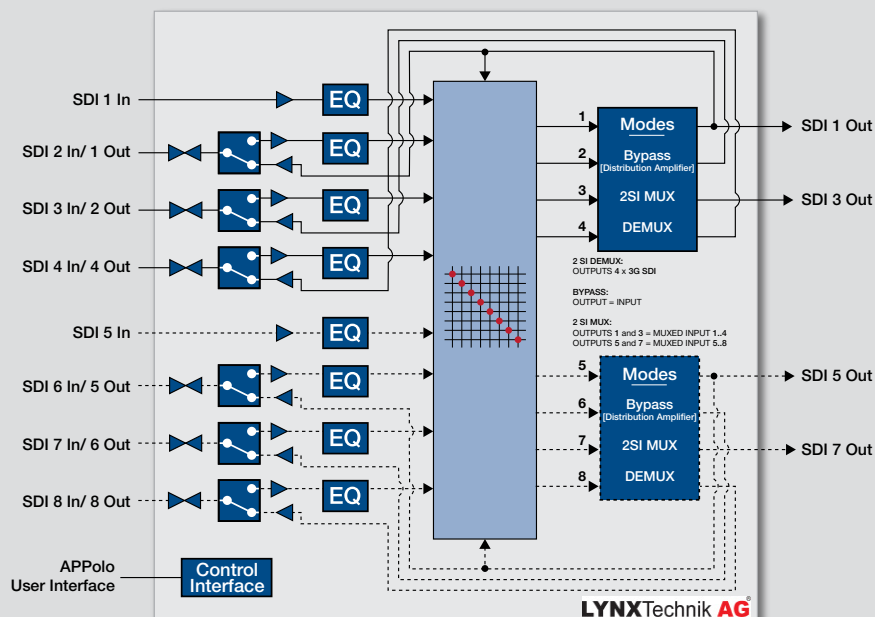 SDI 1 In
EQ
SDI 2 In/ 1 Out
EQ
SDI 3 In/ 2 Out
EQ
SDI 4 In/ 4 Out
EQ
SDI 5 In
EQ
SDI 6 In/ 5 Out
EQ
SDI 7 In/ 6 Out
EQ
SDI 8 In/ 8 Out
EQ
APPolo
User Interface
Control
Interface
1
2
3
4
Modes
Bypass
[Distribution Amplifier]
2SI MUX
DEMUX
SDI 1 Out
SDI 3 Out
2 SI DEMUX:
OUTPUTS 4 x 3G SDI
BYPASS:
OUTPUT = INPUT
2 SI MUX:
OUTPUTS 1 and 3 = MUXED INPUT 1..4
OUTPUTS 5 and 7 = MUXED INPUT 5..8
5
6
7
8
Modes
Bypass
[Distribution Amplifier]
2SI MUX
DEMUX
SDI 5 Out
SDI 7 Out
LYNXTechnik AG®